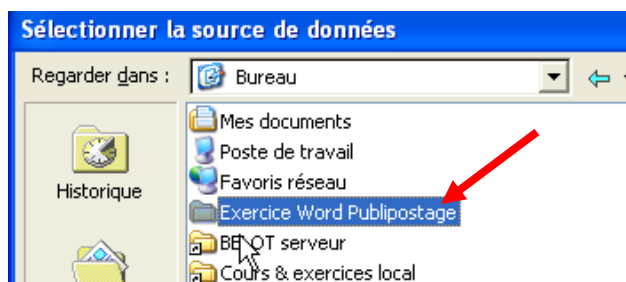 Sélectionner la source de données
Regarder dans : Bureau
Mes documents
Poste de travail
Historique
Favoris réseau
Exercice Word Publipostage
serveur
Cours & exercices local